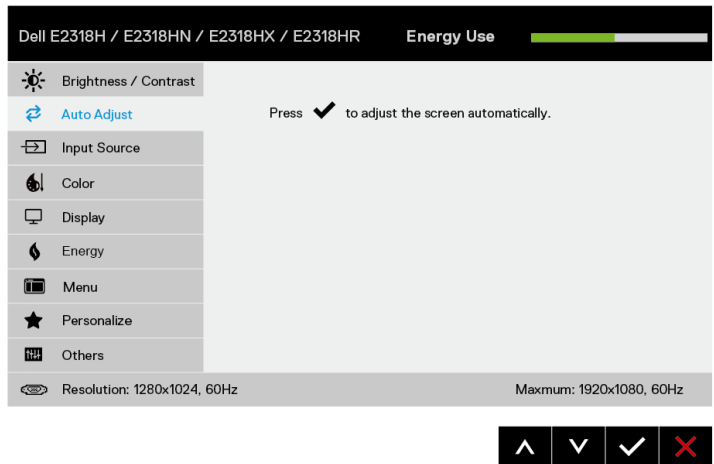 Dell E2318H / E2318HN / E2318HX / E2318HR Energy Use
Brightness / Contrast
Auto Adjust
Press ✔ to adjust the screen automatically.
Input Source
Color
Display
Energy
Menu
Personalize
Others
Resolution: 1280x1024, 60Hz Maxmum: 1920x1080, 60Hz